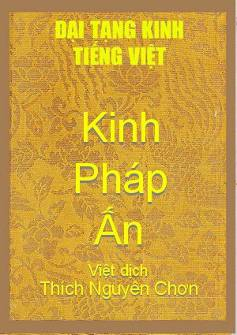 ĐẠI TẠNG KINH
TIẾNG VIỆT
Kinh
Pháp
Ấn
Việt dịch
Thích Nguyên Chơn